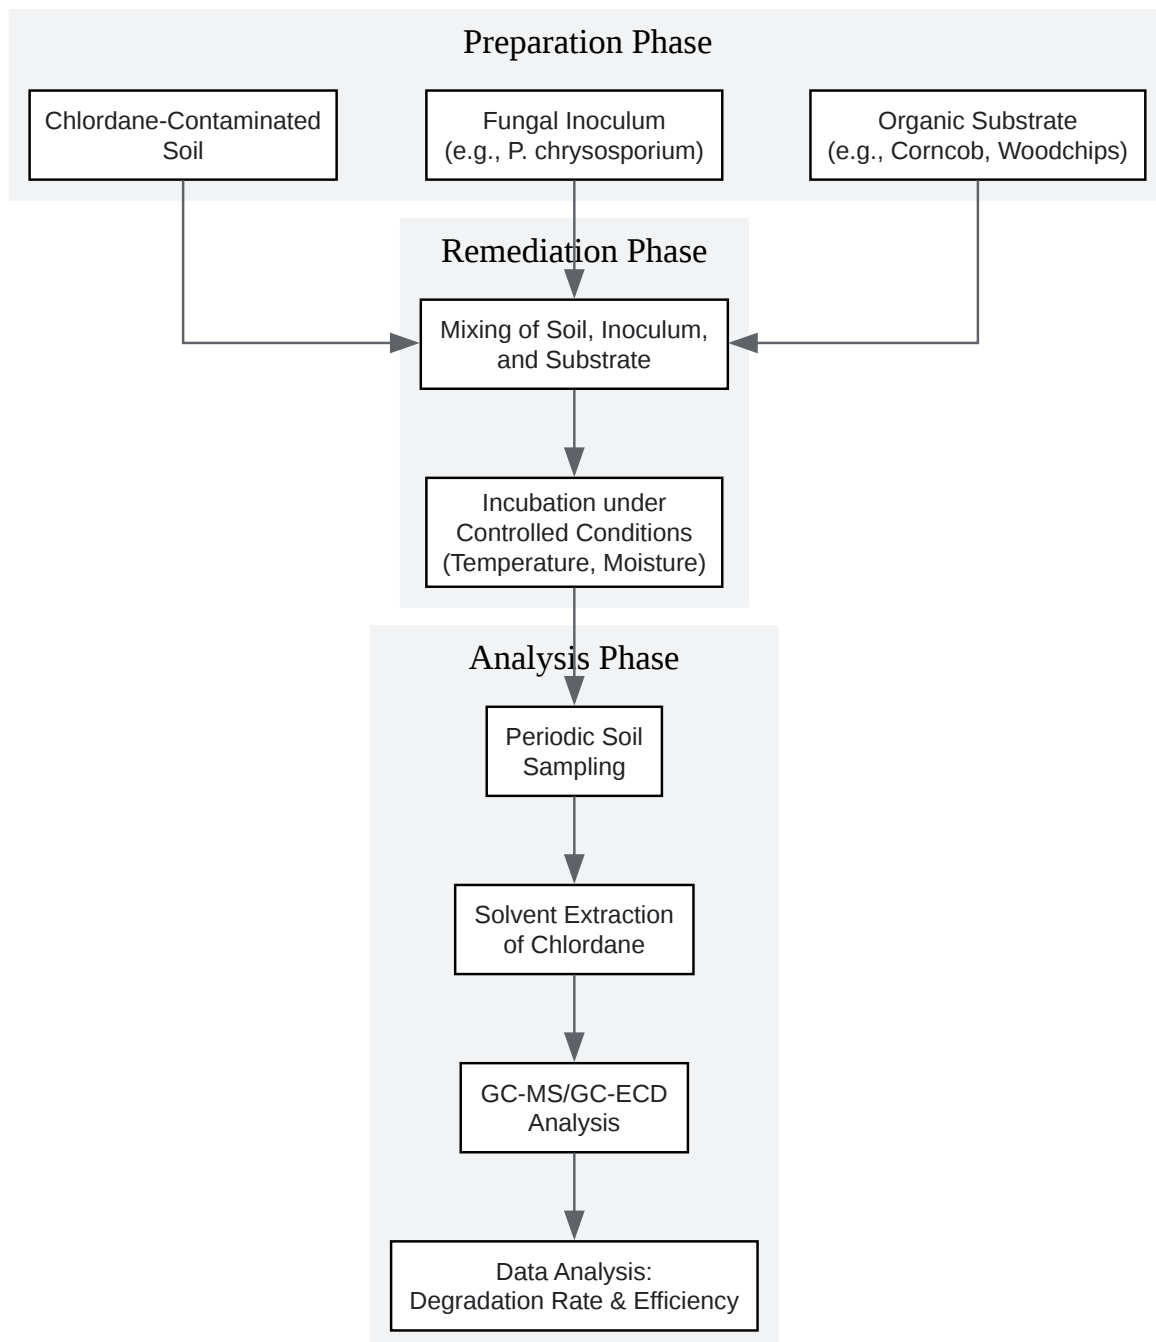 Preparation Phase
Chlordane-Contaminated
Soil
Fungal Inoculum
(e.g., P. chrysosporium)
Organic Substrate
(e.g., Corncob, Woodchips)
Remediation Phase
Mixing of Soil, Inoculum,
and Substrate
Incubation under
Controlled Conditions
(Temperature, Moisture)
Analysis Phase
Periodic Soil
Sampling
Solvent Extraction
of Chlordane
GC-MS/GC-ECD
Analysis
Data Analysis:
Degradation Rate & Efficiency